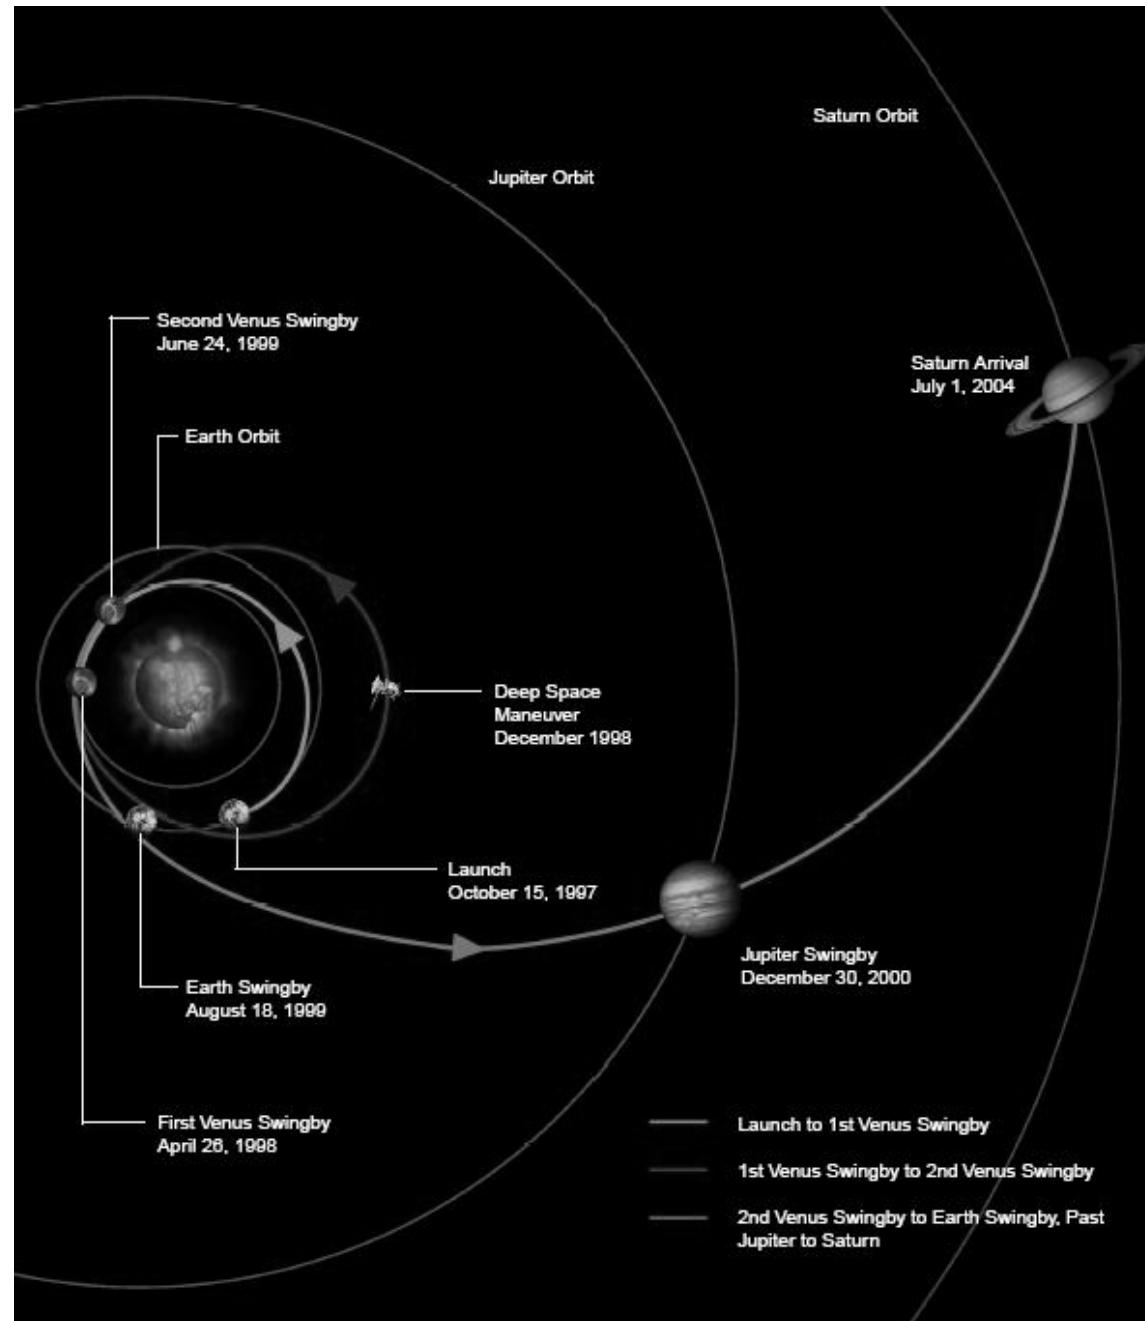 Saturn Orbit
Jupiter Orbit
Second Venus Swingby
June 24, 1999
Saturn Arrival
July 1, 2004
Earth Orbit
Deep Space
Maneuver
December 1998
Launch
October 15, 1997
Jupiter Swingby
December 30, 2000
Earth Swingby
August 18, 1999
First Venus Swingby
April 26, 1998
Launch to 1st Venus Swingby
1st Venus Swingby to 2nd Venus Swingby
2nd Venus Swingby to Earth Swingby, Past
Jupiter to Saturn